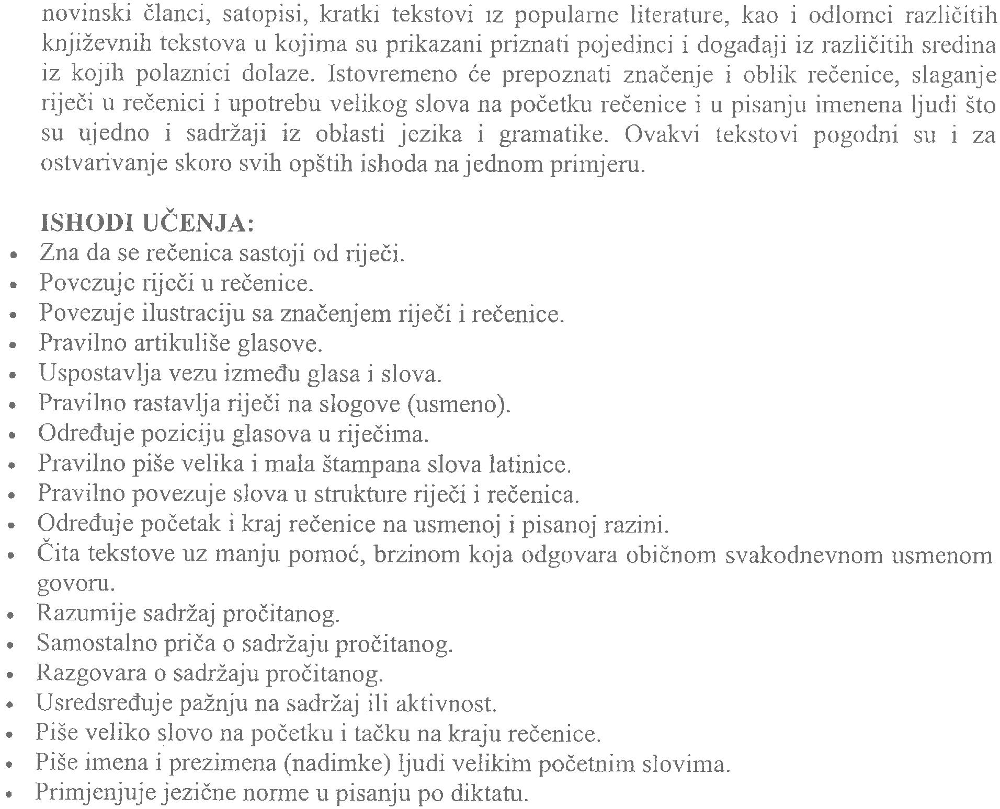 novinski članci, satopisi, kratki tekstovi iz popularne literature, kao i odlomci različitih
književnih tekstova u kojima su prikazani priznati pojedinci i događaji iz različitih sredina
iz kojih polaznici dolaze. Istovremeno će prepoznati značenje i oblik rečenice, slaganje
riječi u rečenici i upotrebu velikog slova na početku rečenice i u pisanju imenena ljudi što
su ujedno i sadržaji iz oblasti jezika i gramatike. Ovakvi tekstovi pogodni su i za
ostvarivanje skoro svih opštih ishoda na jednom primjeru.
ISHODI UČENJA:
• Zna da se rečenica sastoji od riječi.
• Povezuje riječi u rečenice.
• Povezuje ilustraciju sa značenjem riječi i rečenice.
• Pravilno artikuliše glasove.
• Uspostavlja vezu između glasa i slova.
• Pravilno rastavlja riječi na slogove (usmeno).
• Određuje poziciju glasova u riječima.
• Pravilno piše velika i mala štampana slova latinice.
• Pravilno povezuje slova u strukture riječi i rečenica.
• Određuje početak i kraj rečenice na usmenoj i pisanoj razini.
• Čita tekstove uz manju pomoć, brzinom koja odgovara običnom svakodnevnom usmenom
govoru.
• Razumije sadržaj pročitanog.
• Samostalno priča o sadržaju pročitanog.
• Razgovara o sadržaju pročitanog.
• Usredsređuje pažnju na sadržaj ili aktivnost.
• Piše veliko slovo na početku i tačku na kraju rečenice.
• Piše imena i prezimena (nadimke) ljudi velikim početnim slovima.
• Primjenjuje jezične norme u pisanju po diktatu.